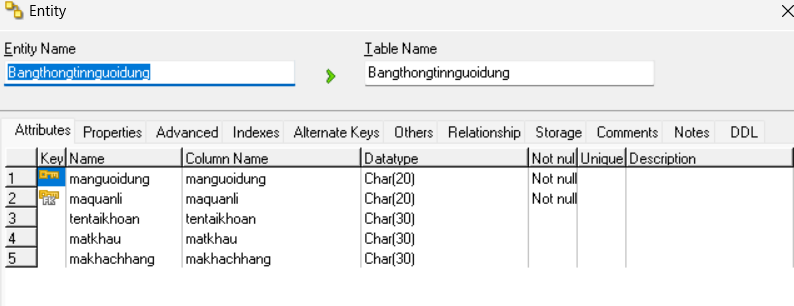 Entity
Entity Name Table Name
Bangthongtinnguoidung Bangthongtinnguoidung
Attributes Properties Advanced Indexes Alternate Keys Others Relationship Storage Comments Notes DDL
Key Name Column Name Datatype Not nul Unique Description
1 manguoidung manguoidung Char(20) Not null
2 maquanli maquanli Char(20) Not null
3 tentaikhoan tentaikhoan Char(30)
4 matkhau matkhau Char(30)
5 makhachhang makhachhang Char(30)